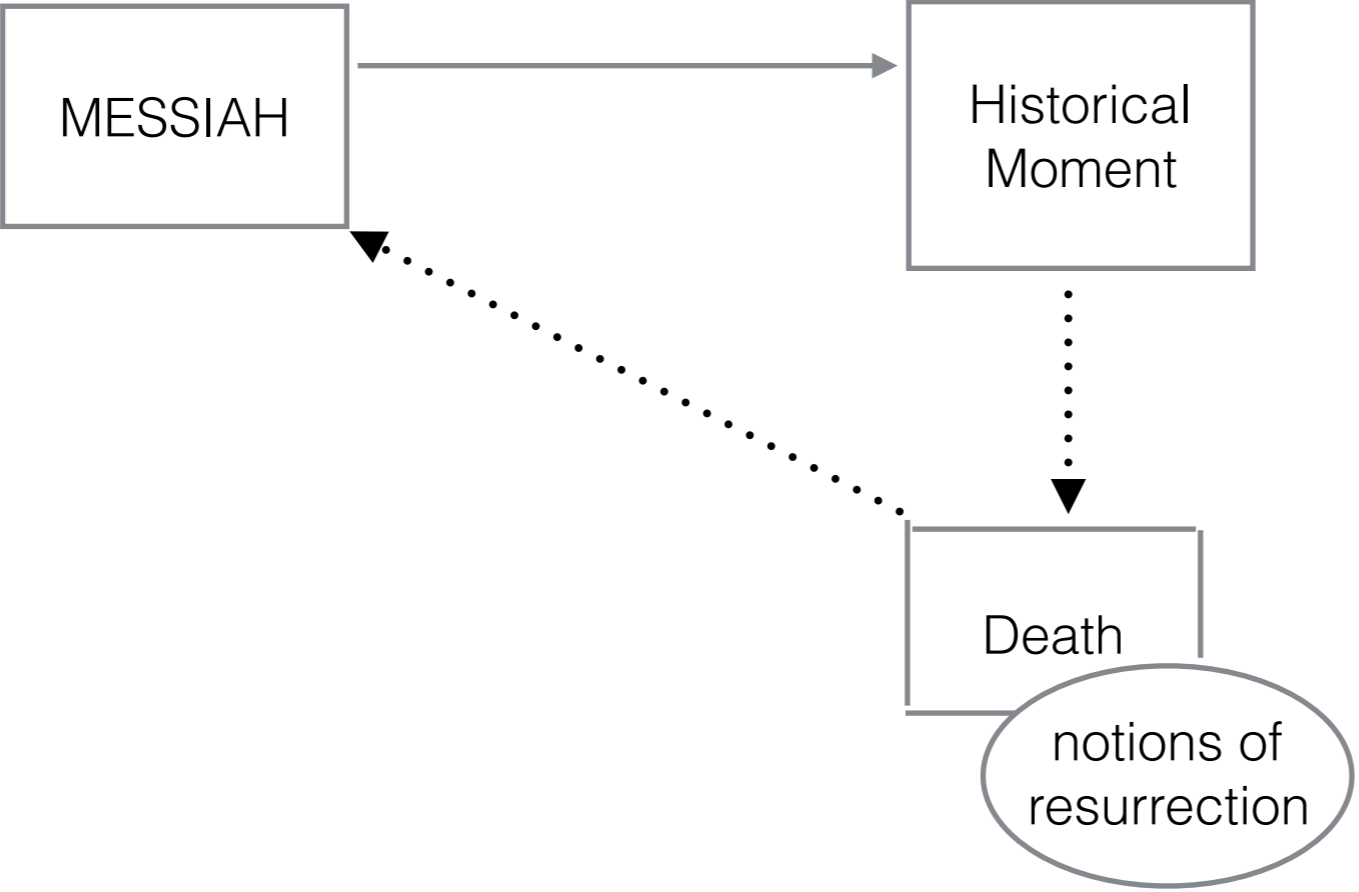 MESSIAH
Historical
Moment
Death
notions of
resurrection